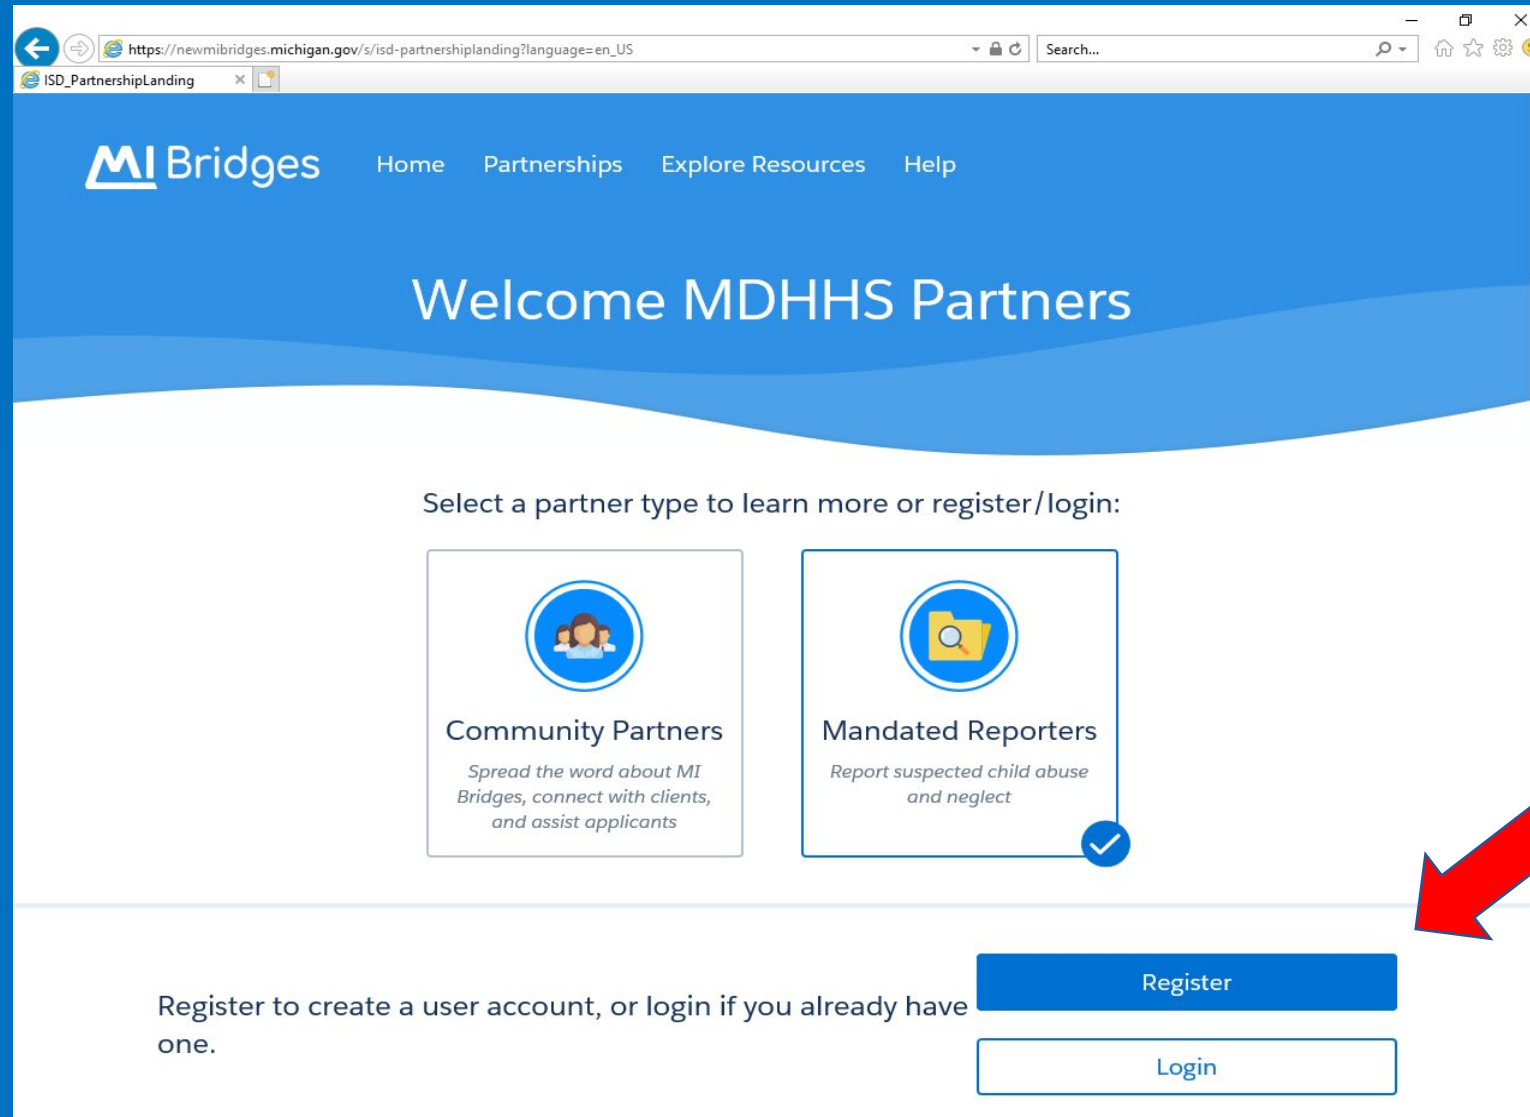 https://newmibridges.michigan.gov/s/isd-partnershiplanding?language=en_US
Search...
ISD_PartnershipLanding
MI Bridges
Home
Partnerships
Explore Resources
Help
Welcome MDHHS Partners
Select a partner type to learn more or register/login:
Community Partners
Spread the word about MI
Bridges, connect with clients,
and assist applicants
Mandated Reporters
Report suspected child abuse
and neglect
Register to create a user account, or login if you already have
one.
Register
Login